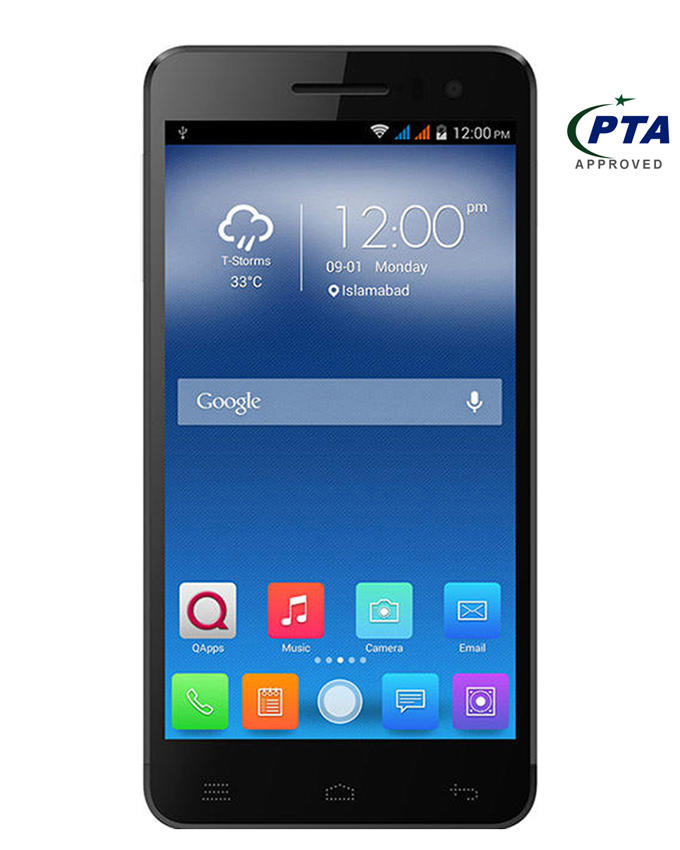 PTA
APPROVED
12:00 PM
12:00 pm
T-Storms
33°C
09-01 Monday
Islamabad
Google
QApps
Music
Camera
Email